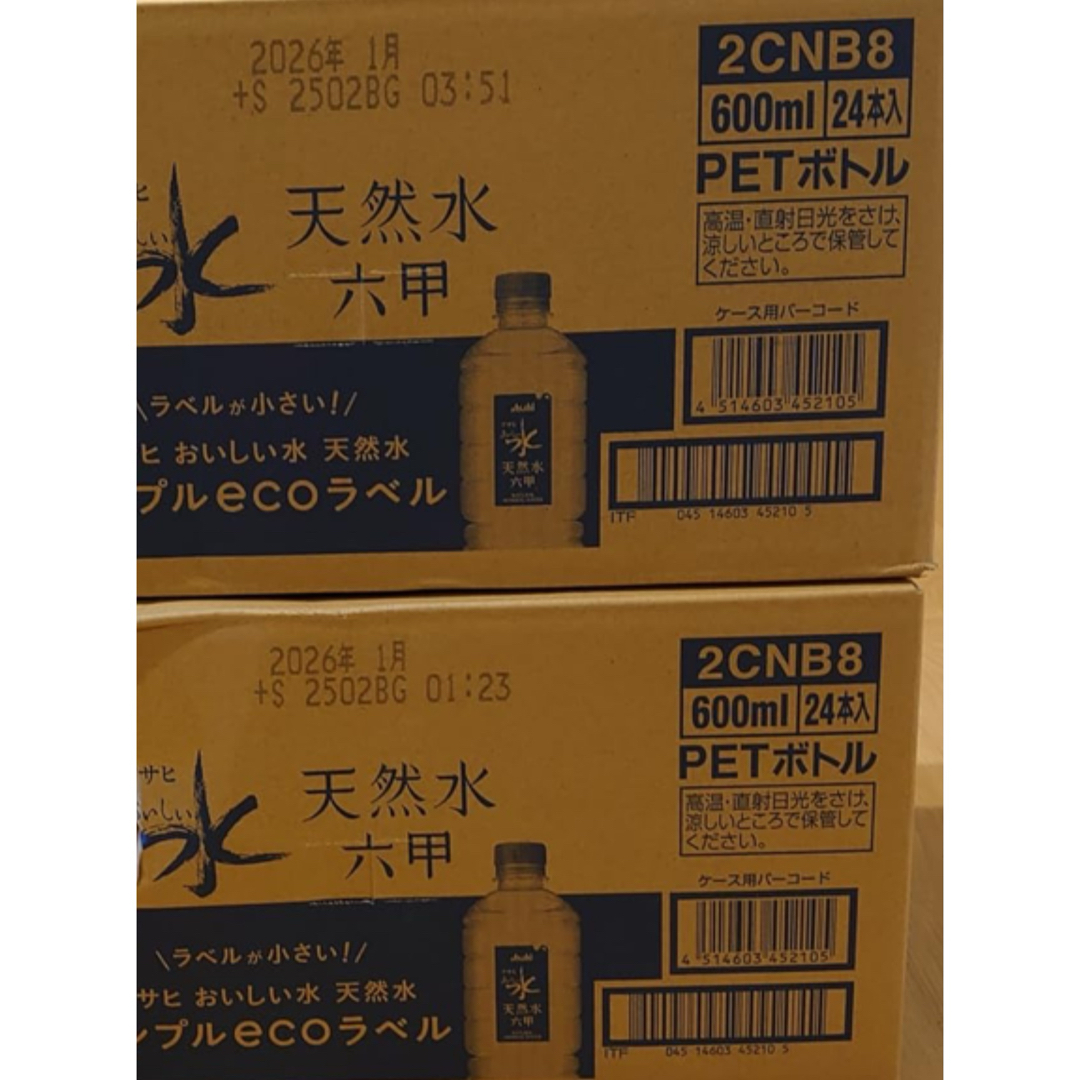 2026年 1月
+S 2502BG 03:51
2CNB8
600ml 24本入
PETボトル
高温・直射日光をさけ、
涼しいところで保管して
ください。
水
天然水
六甲
ケース用バーコード
4 514603 452105
\ラベルが小さい!/
ヒ おいしい水 天然水
プルecoラベル
Asahi
水
天然水
六甲
ITF 045 14603 45210 5
2026年 1月
+S 2502BG 01:23
2CNB8
600ml 24本入
PETボトル
高温・直射日光をさけ、
涼しいところで保管して
ください。
サヒ
いしい
水
天然水
六甲
ケース用バーコード
4 514603 452105
\ラベルが小さい!/
サヒ おいしい水 天然水
プルecoラベル
Asahi
水
天然水
六甲
ITF 045 14603 45210 5